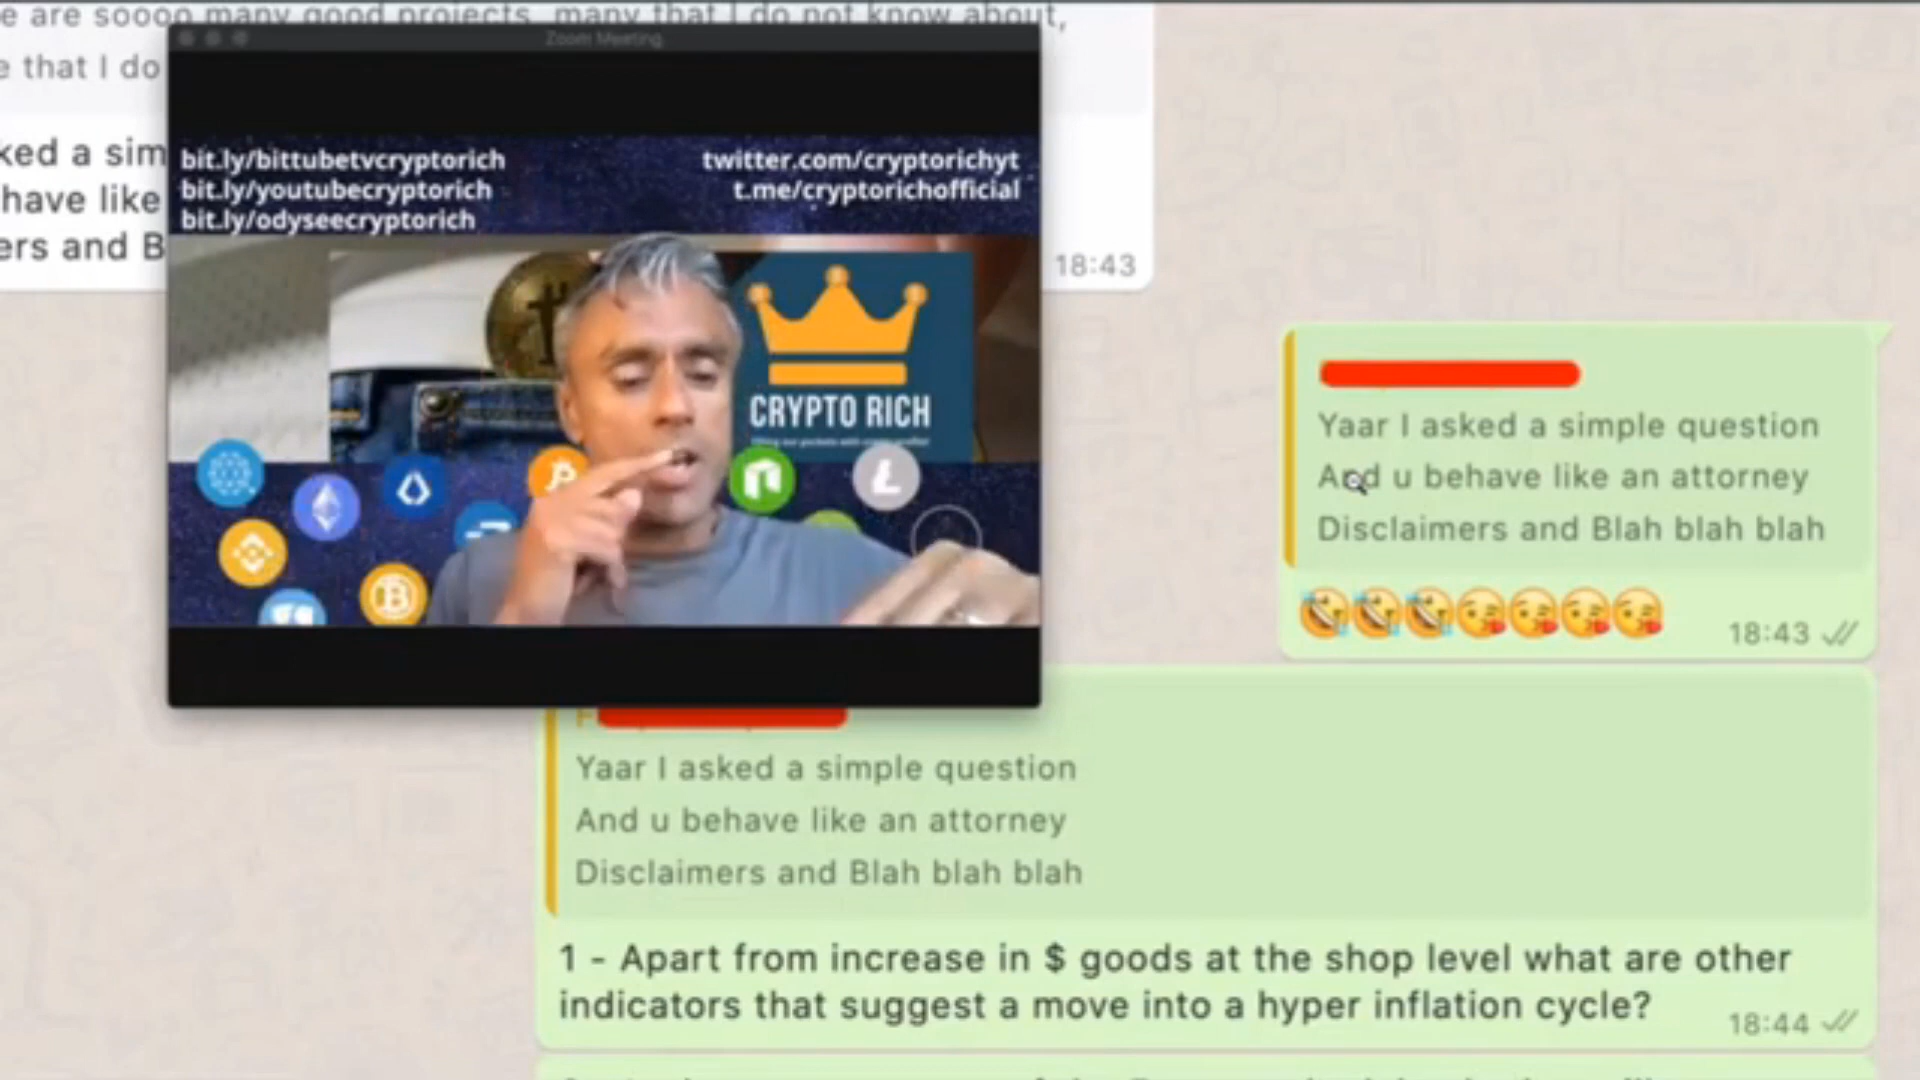 e are soooo many good projects, many that I do not know about,
e that I do
ked a sim
have like
ers and B
18:43
Zoom Meeting
bit.ly/bittubetvcryptorich
bit.ly/youtubecryptorich
bit.ly/odyseecryptorich
twitter.com/cryptorichyt
t.me/cryptorichofficial
CRYPTO RICH
Yaar I asked a simple question
And u behave like an attorney
Disclaimers and Blah blah blah
🤣🤣🤣😘😘😘😘
18:43
Yaar I asked a simple question
And u behave like an attorney
Disclaimers and Blah blah blah
1 - Apart from increase in $ goods at the shop level what are other
indicators that suggest a move into a hyper inflation cycle?
18:44